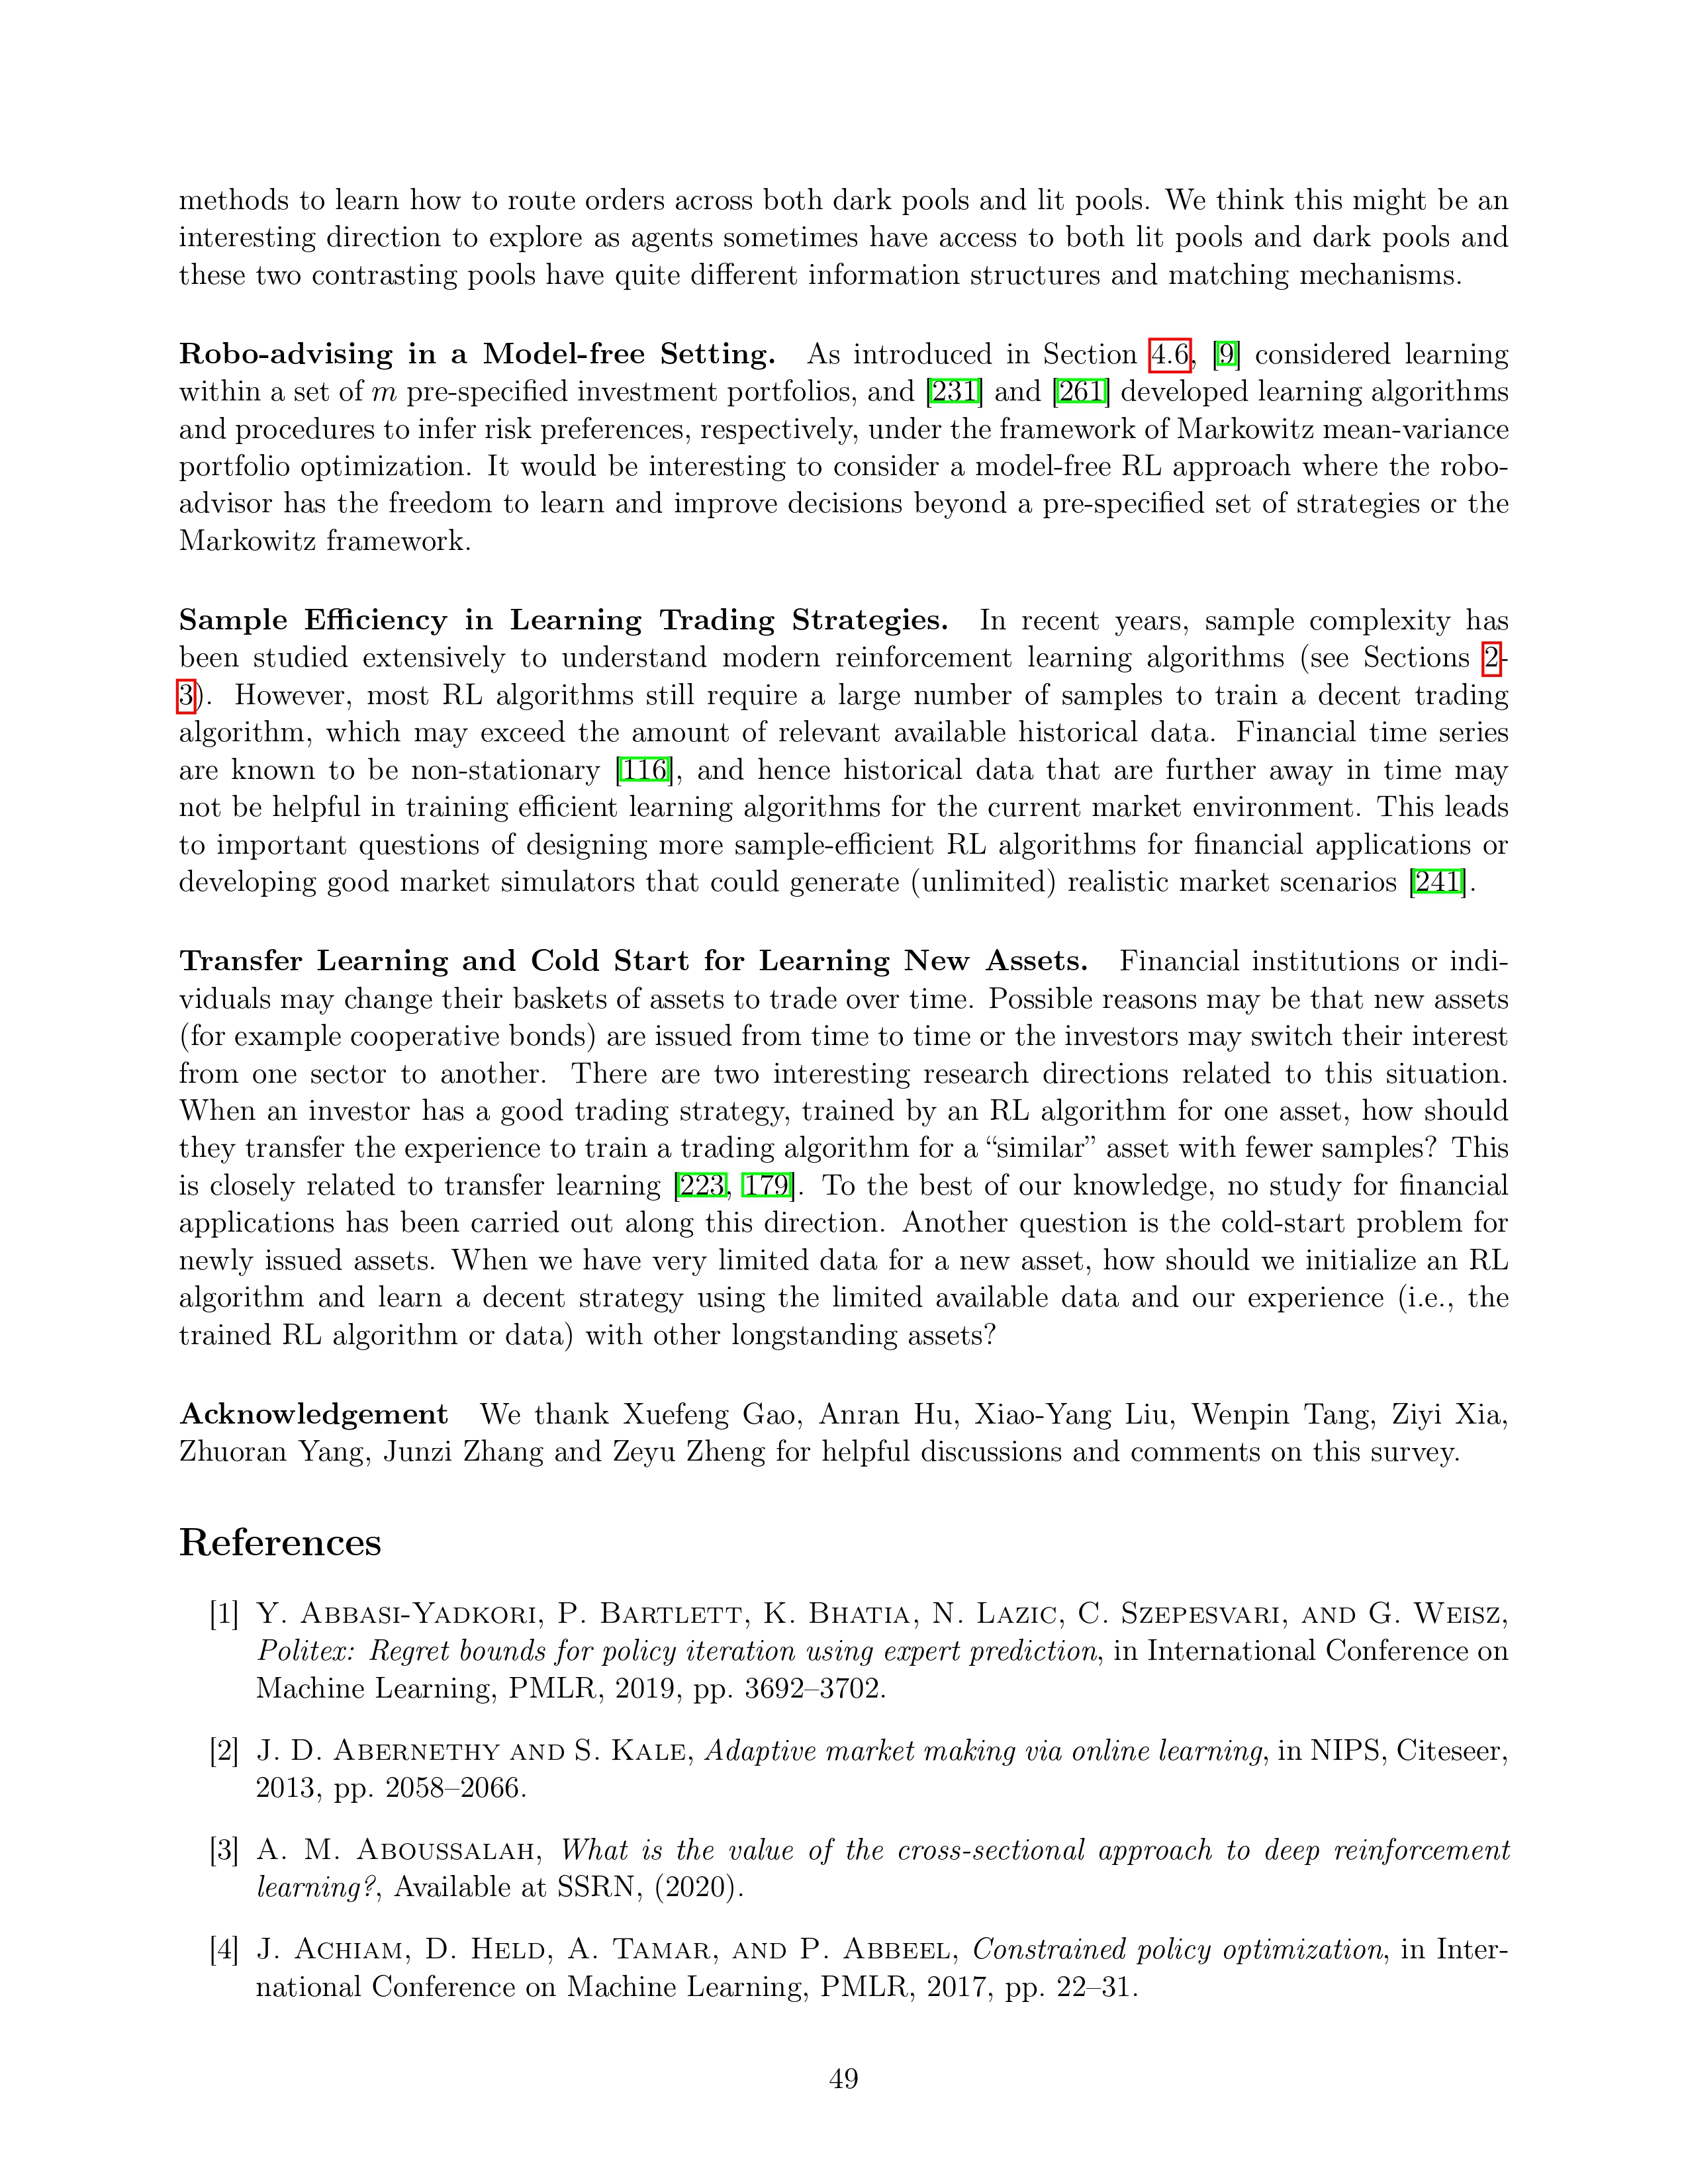 methods to learn how to route orders across both dark pools and lit pools. We think this might be an
interesting direction to explore as agents sometimes have access to both lit pools and dark pools and
these two contrasting pools have quite different information structures and matching mechanisms.
Robo-advising in a Model-free Setting. As introduced in Section 4.6, [9] considered learning
within a set of m pre-specified investment portfolios, and [231] and [261] developed learning algorithms
and procedures to infer risk preferences, respectively, under the framework of Markowitz mean-variance
portfolio optimization. It would be interesting to consider a model-free RL approach where the robo-
advisor has the freedom to learn and improve decisions beyond a pre-specified set of strategies or the
Markowitz framework.
Sample Efficiency in Learning Trading Strategies. In recent years, sample complexity has
been studied extensively to understand modern reinforcement learning algorithms (see Sections 2-
3). However, most RL algorithms still require a large number of samples to train a decent trading
algorithm, which may exceed the amount of relevant available historical data. Financial time series
are known to be non-stationary [116], and hence historical data that are further away in time may
not be helpful in training efficient learning algorithms for the current market environment. This leads
to important questions of designing more sample-efficient RL algorithms for financial applications or
developing good market simulators that could generate (unlimited) realistic market scenarios [241].
Transfer Learning and Cold Start for Learning New Assets. Financial institutions or indi-
viduals may change their baskets of assets to trade over time. Possible reasons may be that new assets
(for example cooperative bonds) are issued from time to time or the investors may switch their interest
from one sector to another. There are two interesting research directions related to this situation.
When an investor has a good trading strategy, trained by an RL algorithm for one asset, how should
they transfer the experience to train a trading algorithm for a “similar” asset with fewer samples? This
is closely related to transfer learning [223, 179]. To the best of our knowledge, no study for financial
applications has been carried out along this direction. Another question is the cold-start problem for
newly issued assets. When we have very limited data for a new asset, how should we initialize an RL
algorithm and learn a decent strategy using the limited available data and our experience (i.e., the
trained RL algorithm or data) with other longstanding assets?
Acknowledgement We thank Xuefeng Gao, Anran Hu, Xiao-Yang Liu, Wenpin Tang, Ziyi Xia,
Zhuoran Yang, Junzi Zhang and Zeyu Zheng for helpful discussions and comments on this survey.
References
[1] Y. Abbasi-Yadkori, P. Bartlett, K. Bhatia, N. Lazic, C. Szepesvari, and G. Weisz,
Politex: Regret bounds for policy iteration using expert prediction, in International Conference on
Machine Learning, PMLR, 2019, pp. 3692–3702.
[2] J. D. Abernethy and S. Kale, Adaptive market making via online learning, in NIPS, Citeseer,
2013, pp. 2058–2066.
[3] A. M. Aboussalah, What is the value of the cross-sectional approach to deep reinforcement
learning?, Available at SSRN, (2020).
[4] J. Achiam, D. Held, A. Tamar, and P. Abbeel, Constrained policy optimization, in Inter-
national Conference on Machine Learning, PMLR, 2017, pp. 22–31.
49